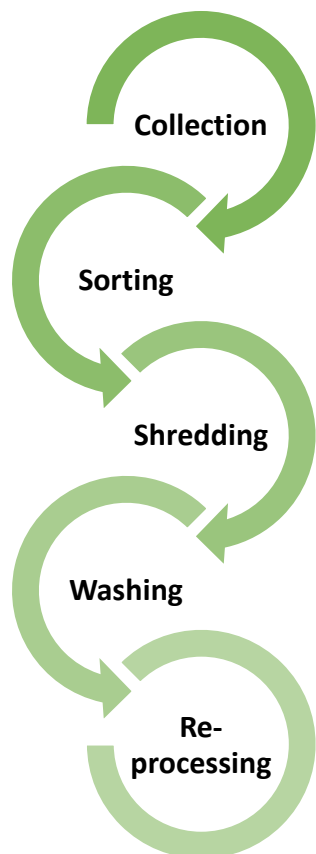 Collection
Sorting
Shredding
Washing
Re-
processing